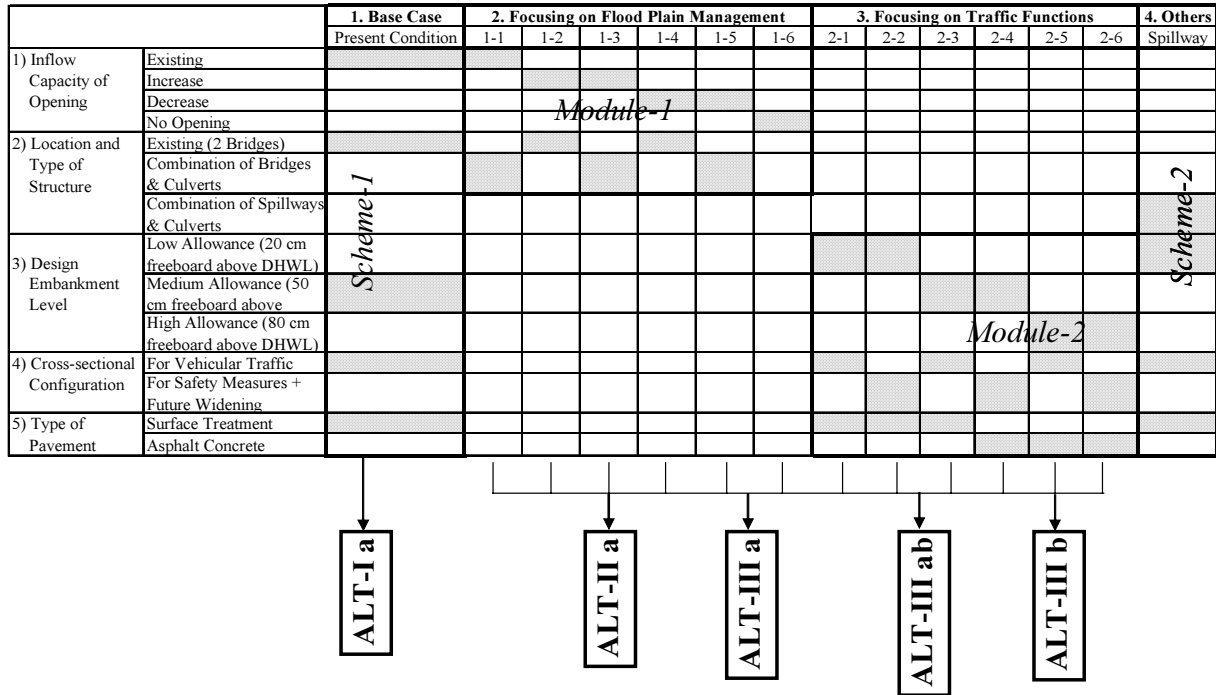 1. Base Case 2. Focusing on Flood Plain Management 3. Focusing on Traffic Functions 4. Others
Present Condition 1-1 1-2 1-3 1-4 1-5 1-6 2-1 2-2 2-3 2-4 2-5 2-6 Spillway
1) Inflow Capacity of Opening
Existing
Increase
Decrease
No Opening
2) Location and Type of Structure
Existing (2 Bridges)
Combination of Bridges
& Culverts
Combination of Spillways
& Culverts
3) Design Embankment Level
Low Allowance (20 cm
freeboard above DHWL)
Medium Allowance (50
cm freeboard above
High Allowance (80 cm
freeboard above DHWL)
4) Cross-sectional Configuration
For Vehicular Traffic
For Safety Measures +
Future Widening
5) Type of Pavement
Surface Treatment
Asphalt Concrete
Scheme-1
Module-1
Module-2
Scheme-2
ALT-I a
ALT-II a
ALT-III a
ALT-III ab
ALT-III b